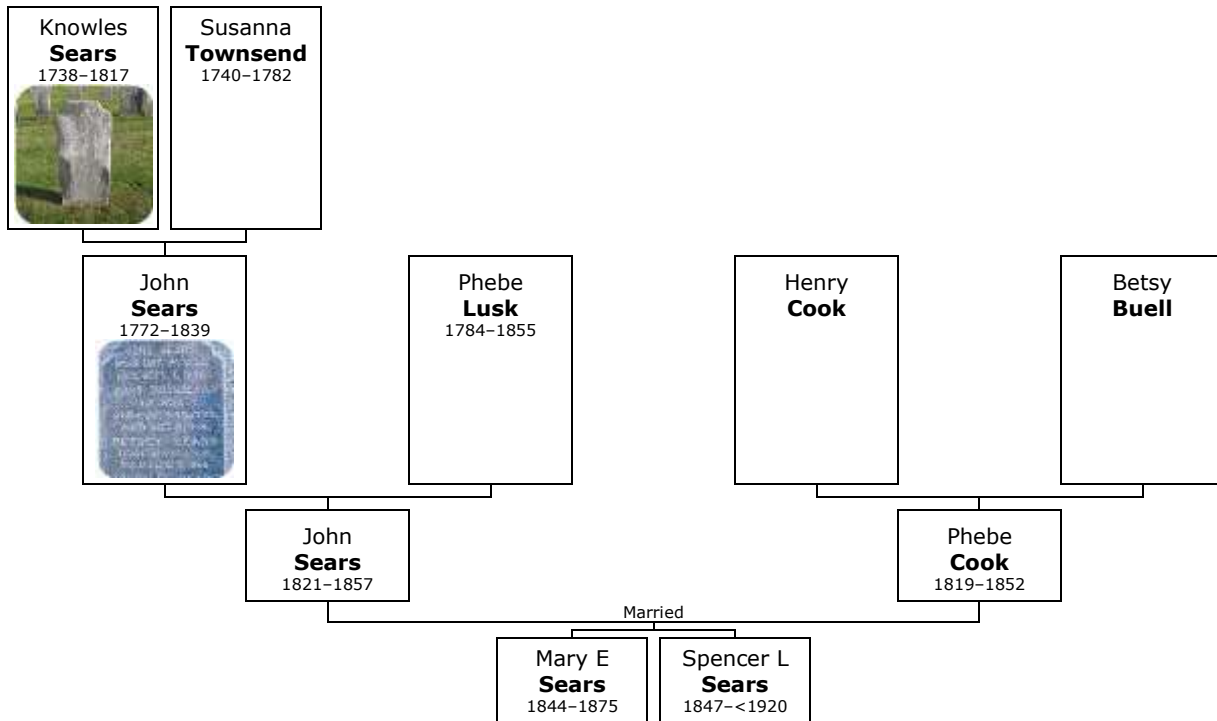 Knowles
Sears
1738–1817
Susanna
Townsend
1740–1782
John
Sears
1772–1839
Phebe
Lusk
1784–1855
Henry
Cook
Betsy
Buell
John
Sears
1821–1857
Phebe
Cook
1819–1852
Married
Mary E
Sears
1844–1875
Spencer L
Sears
1847–<1920